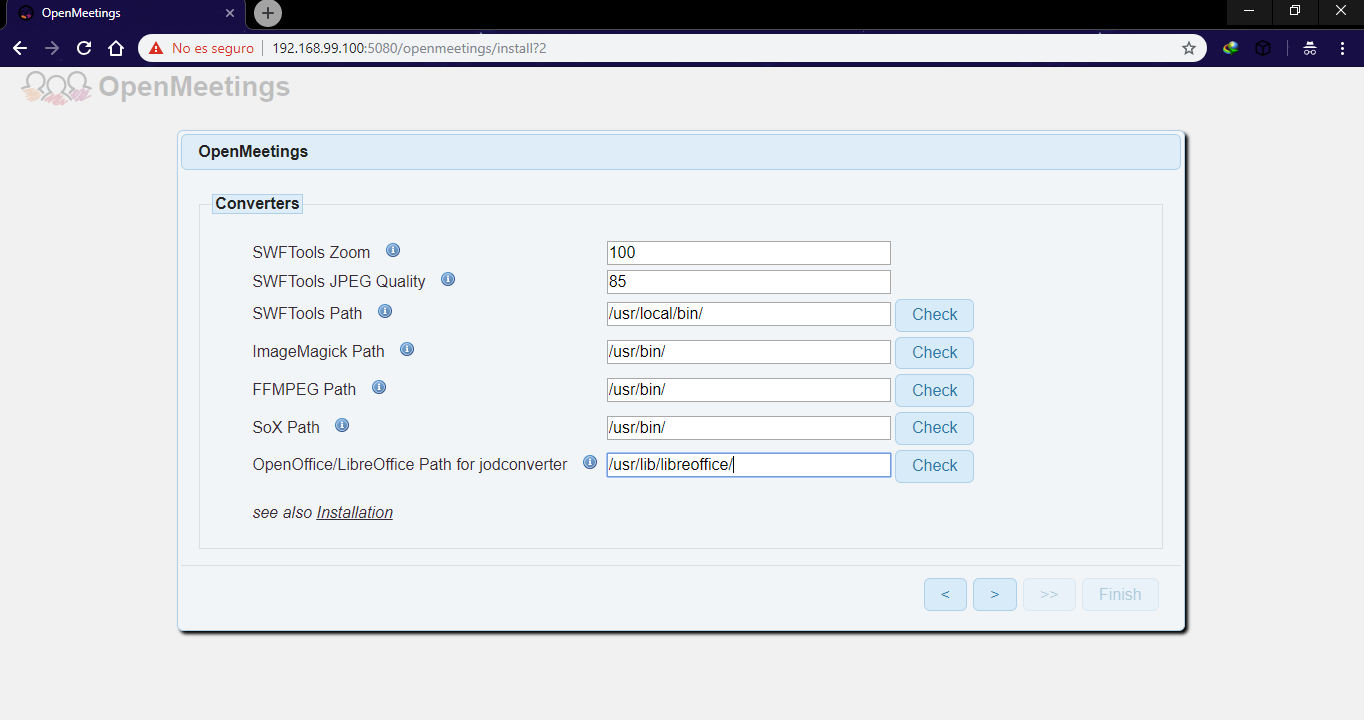 OpenMeetings
No es seguro 192.168.99.100:5080/openmeetings/install?2
OpenMeetings
OpenMeetings
Converters
SWFTools Zoom 100
SWFTools JPEG Quality 85
SWFTools Path /usr/local/bin/ Check
ImageMagick Path /usr/bin/ Check
FFMPEG Path /usr/bin/ Check
SoX Path /usr/bin/ Check
OpenOffice/LibreOffice Path for jodconverter /usr/lib/libreoffice/ Check
see also Installation
< > >> Finish